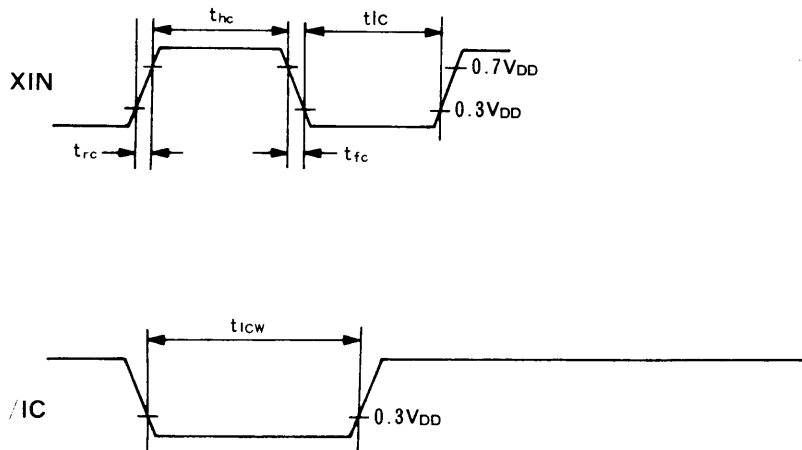 thc
tlc
XIN
0.7VDD
0.3VDD
trc
tfc
tICW
/IC
0.3VDD